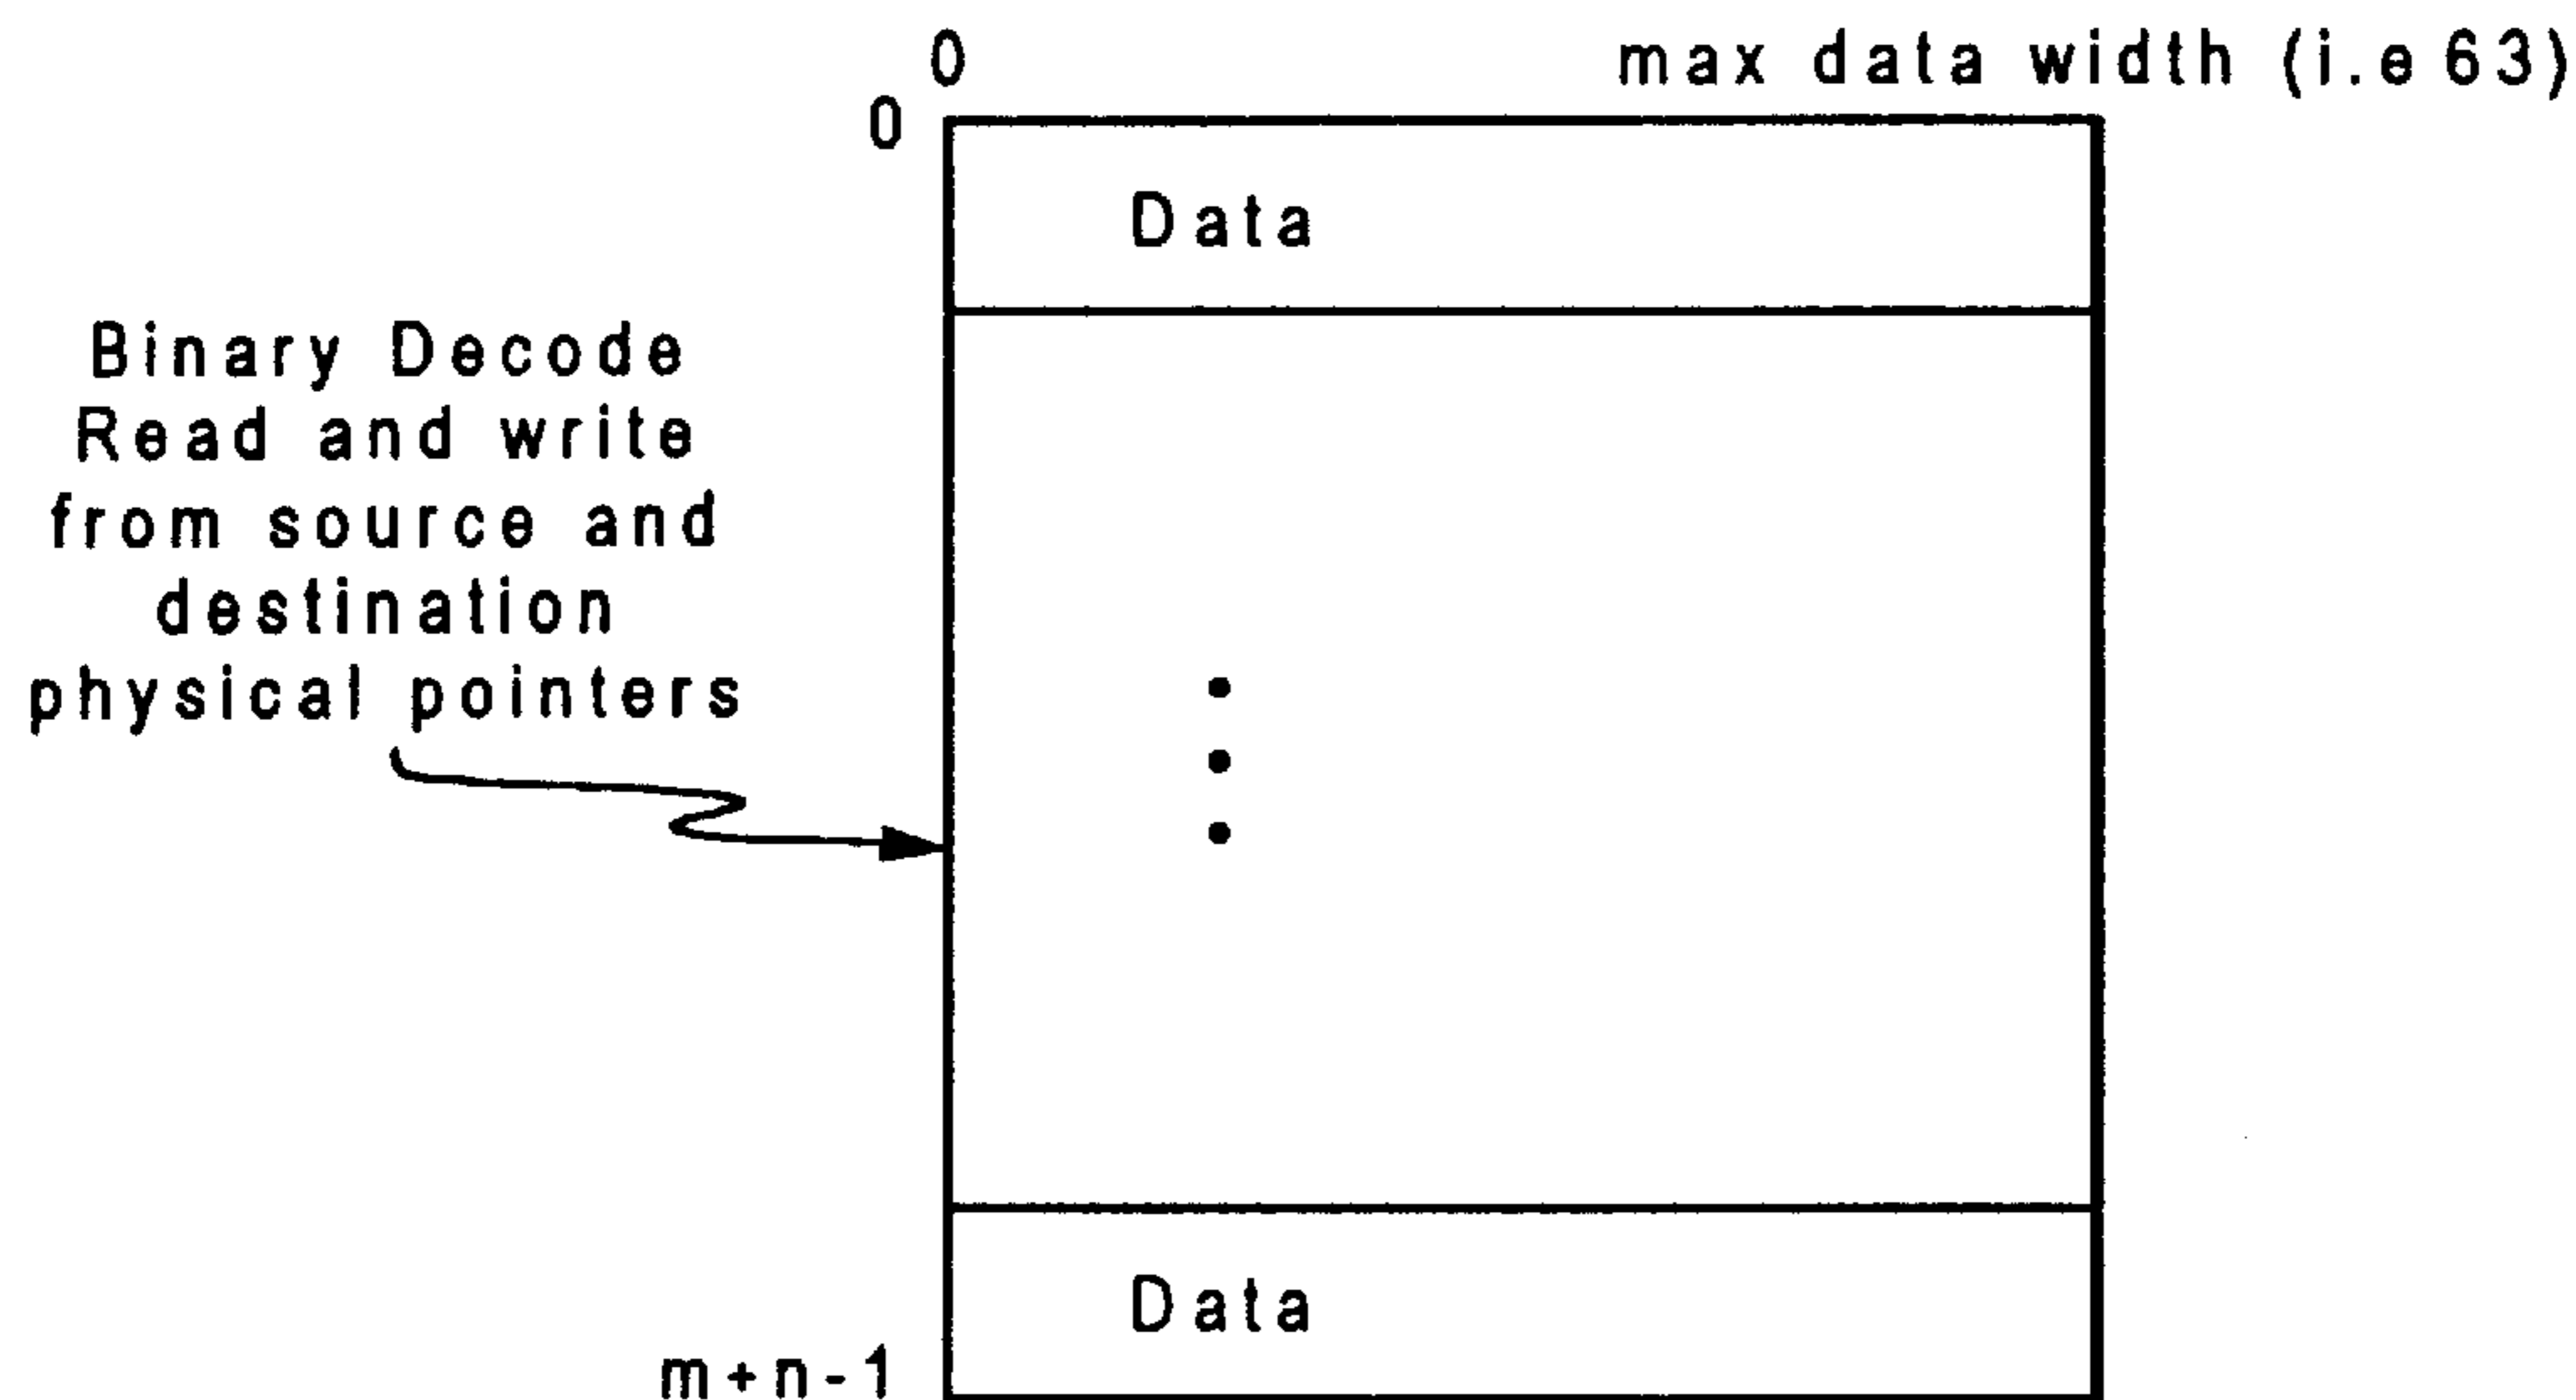 0
max data width (i.e 63)
0
Data
Binary Decode
Read and write
from source and
destination
physical pointers
Data
m+n-1